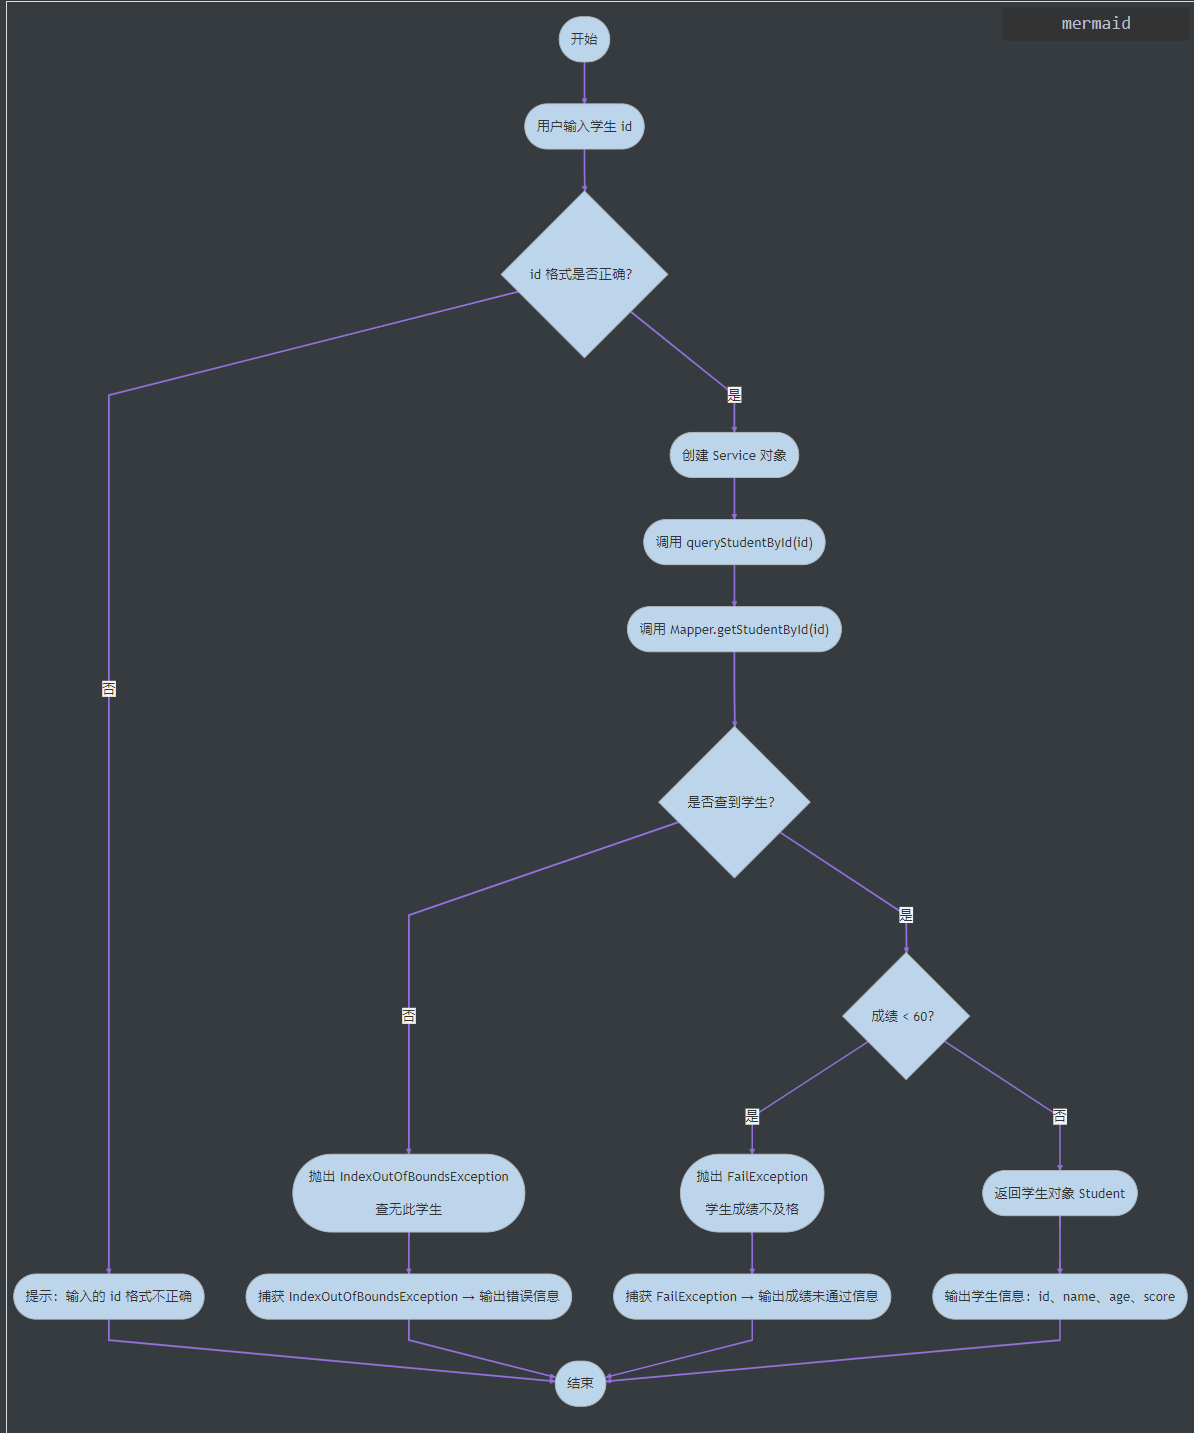 mermaid
开始
用户输入学生 id
id 格式是否正确?
是
创建 Service 对象
调用 queryStudentById(id)
调用 Mapper.getStudentById(id)
否
是否查到学生?
是
否
成绩 < 60?
是
否
抛出 IndexOutOfBoundsException
查无此学生
抛出 FailException
学生成绩不及格
返回学生对象 Student
提示: 输入的 id 格式不正确
捕获 IndexOutOfBoundsException → 输出错误信息
捕获 FailException → 输出成绩未通过信息
输出学生信息: id、name、age、score
结束